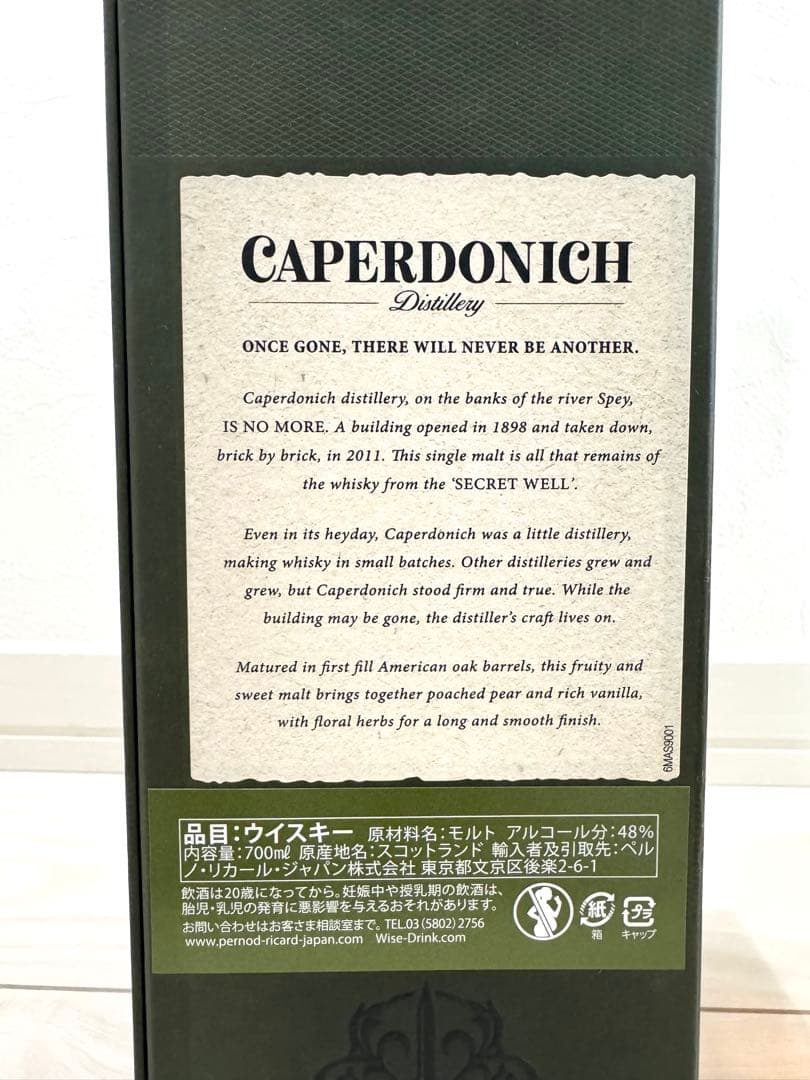 CAPERDONICH
Distillery
ONCE GONE, THERE WILL NEVER BE ANOTHER.
Caperdonich distillery, on the banks of the river Spey,
IS NO MORE. A building opened in 1898 and taken down,
brick by brick, in 2011. This single malt is all that remains of
the whisky from the ‘SECRET WELL’.
Even in its heyday, Caperdonich was a little distillery,
making whisky in small batches. Other distilleries grew and
grew, but Caperdonich stood firm and true. While the
building may be gone, the distiller’s craft lives on.
Matured in first fill American oak barrels, this fruity and
sweet malt brings together poached pear and rich vanilla,
with floral herbs for a long and smooth finish.
6MAS9001
品目：ウイスキー 原材料名：モルト アルコール分：48%
内容量：700㎖ 原産地名：スコットランド 輸入者及引取先：ペル
ノ・リカール・ジャパン株式会社 東京都文京区後楽2-6-1
飲酒は20歳になってから。妊娠中や授乳期の飲酒は、
胎児・乳児の発育に悪影響を与えるおそれがあります。
お問い合わせはお客さま相談室まで。TEL.03(5802)2756
www.pernod-ricard-japan.com Wise-Drink.com
紙
箱
プラ
キャップ